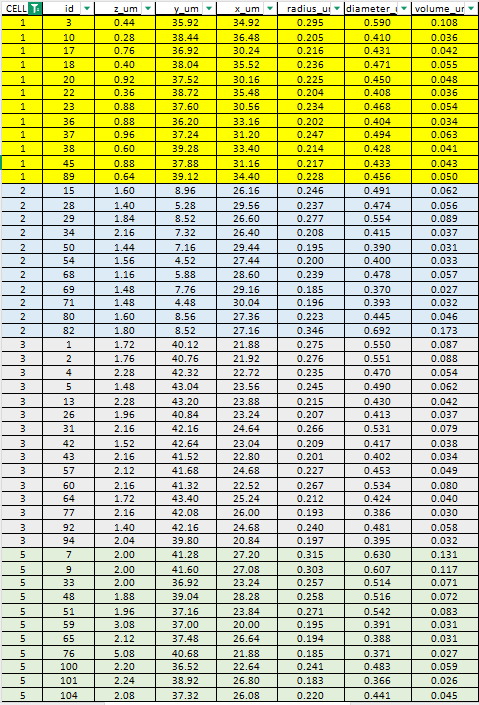 CELL id z_um y_um x_um radius_u diameter_ volume_ur
1 3 0.44 35.92 34.92 0.295 0.590 0.108
1 10 0.28 38.44 36.48 0.205 0.410 0.036
1 17 0.76 36.92 30.24 0.216 0.431 0.042
1 18 0.40 38.04 35.52 0.236 0.471 0.055
1 20 0.92 37.52 30.16 0.225 0.450 0.048
1 22 0.36 38.72 35.48 0.204 0.408 0.036
1 23 0.88 37.60 30.56 0.234 0.468 0.054
1 36 0.88 36.20 33.16 0.202 0.404 0.034
1 37 0.96 37.24 31.20 0.247 0.494 0.063
1 38 0.60 39.28 33.40 0.214 0.428 0.041
1 45 0.88 37.88 31.16 0.217 0.433 0.043
1 89 0.64 39.12 34.40 0.228 0.456 0.050
2 15 1.60 8.96 26.16 0.246 0.491 0.062
2 28 1.40 5.28 29.56 0.237 0.474 0.056
2 29 1.84 8.52 26.60 0.277 0.554 0.089
2 34 2.16 7.32 26.40 0.208 0.415 0.037
2 50 1.44 7.16 29.44 0.195 0.390 0.031
2 54 1.56 4.52 27.44 0.200 0.400 0.033
2 68 1.16 5.88 28.60 0.239 0.478 0.057
2 69 1.48 7.76 29.16 0.185 0.370 0.027
2 71 1.48 4.48 30.04 0.196 0.393 0.032
2 80 1.60 8.56 27.36 0.223 0.445 0.046
2 82 1.80 8.52 27.16 0.346 0.692 0.173
3 1 1.72 40.12 21.88 0.275 0.550 0.087
3 2 1.76 40.76 21.92 0.276 0.551 0.088
3 4 2.28 42.32 22.72 0.235 0.470 0.054
3 5 1.48 43.04 23.56 0.245 0.490 0.062
3 13 2.28 43.20 23.88 0.215 0.430 0.042
3 26 1.96 40.84 23.24 0.207 0.413 0.037
3 31 2.16 42.16 24.64 0.266 0.531 0.079
3 42 1.52 42.64 23.04 0.209 0.417 0.038
3 43 2.16 41.52 22.80 0.201 0.402 0.034
3 57 2.12 41.68 24.68 0.227 0.453 0.049
3 60 2.16 41.32 22.52 0.267 0.534 0.080
3 64 1.72 43.40 25.24 0.212 0.424 0.040
3 77 2.16 42.08 26.00 0.193 0.386 0.030
3 92 1.40 42.16 24.68 0.240 0.481 0.058
3 94 2.04 39.80 20.84 0.197 0.395 0.032
5 7 2.00 41.28 27.20 0.315 0.630 0.131
5 9 2.00 41.60 27.08 0.303 0.607 0.117
5 33 2.00 36.92 23.24 0.257 0.514 0.071
5 48 1.88 39.04 28.28 0.258 0.516 0.072
5 51 1.96 37.16 23.84 0.271 0.542 0.083
5 59 3.08 37.00 20.00 0.195 0.391 0.031
5 65 2.12 37.48 26.64 0.194 0.388 0.031
5 76 5.08 40.68 21.88 0.185 0.371 0.027
5 100 2.20 36.52 22.64 0.241 0.483 0.059
5 101 2.24 38.92 26.80 0.183 0.366 0.026
5 104 2.08 37.32 26.08 0.220 0.441 0.045